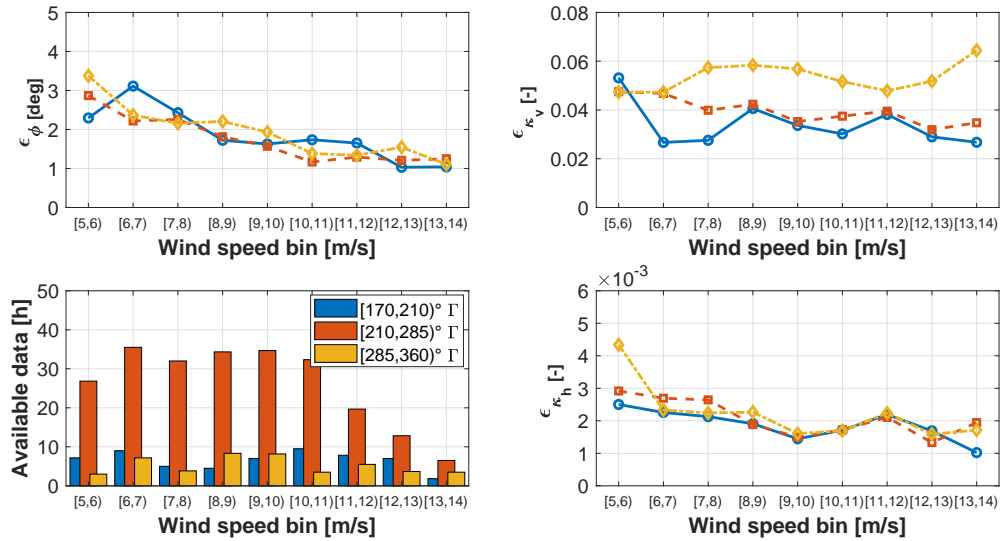 5
4
3
2
1
0
ϵ_ϕ [deg]
[5,6) [6,7) [7,8) [8,9) [9,10) [10,11) [11,12) [12,13) [13,14)
Wind speed bin [m/s]
0.08
0.06
0.04
0.02
0
ϵ_κ_v [-]
[5,6) [6,7) [7,8) [8,9) [9,10) [10,11) [11,12) [12,13) [13,14)
Wind speed bin [m/s]
50
40
30
20
10
0
Available data [h]
[170,210)° Γ
[210,285)° Γ
[285,360)° Γ
[5,6) [6,7) [7,8) [8,9) [9,10) [10,11) [11,12) [12,13) [13,14)
Wind speed bin [m/s]
×10⁻³
6
5
4
3
2
1
0
ϵ_κ_h [-]
[5,6) [6,7) [7,8) [8,9) [9,10) [10,11) [11,12) [12,13) [13,14)
Wind speed bin [m/s]